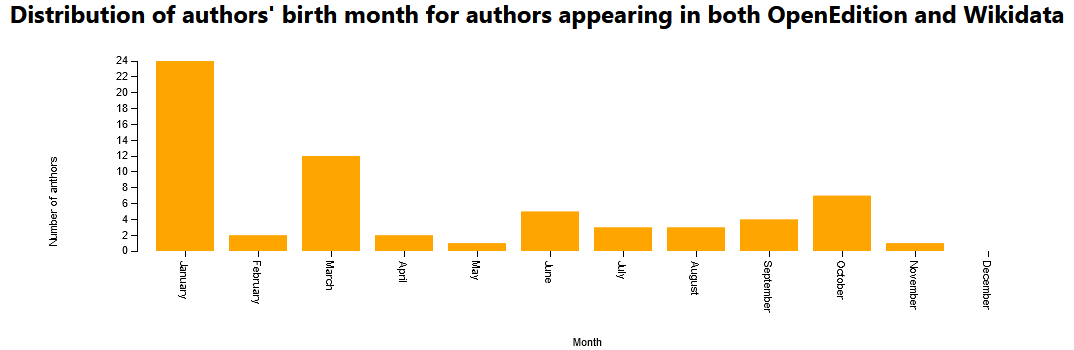 Distribution of authors' birth month for authors appearing in both OpenEdition and Wikidata
24
22
20
18
16
14
12
10
8
6
4
2
0
Number of anthors
January
February
March
April
May
June
July
August
September
October
November
December
Month